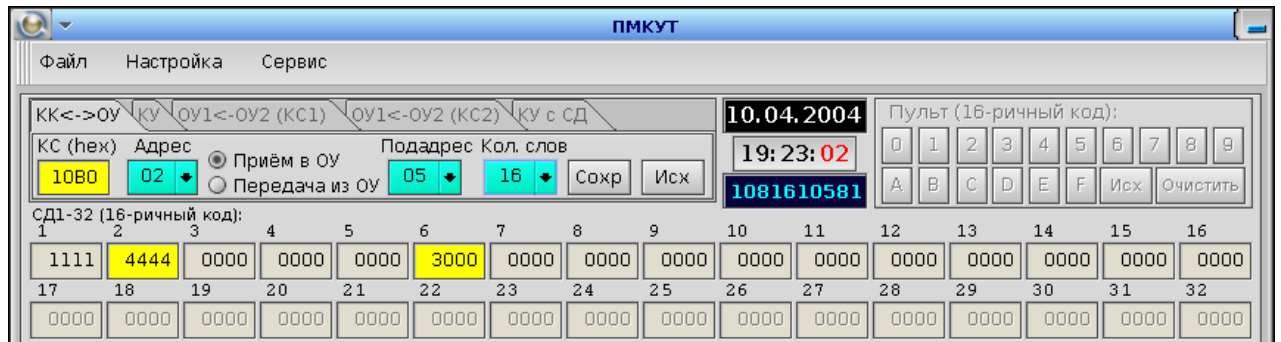 ПМКУТ
Файл Настройка Сервис
КК<->ОУ КУ ОУ1<-ОУ2 (КС1) ОУ1<-ОУ2 (КС2) КУ с СД
10.04.2004
Пульт (16-ричный код):
КС (hex) Адрес Приём в ОУ Подадрес Кол. слов
19:23:02
0 1 2 3 4 5 6 7 8 9
10B0 02 Передача из ОУ 05 16 Сохр Исх
1081610581
A B C D E F Исх Очистить
СД1-32 (16-ричный код):
1 2 3 4 5 6 7 8 9 10 11 12 13 14 15 16
1111 4444 0000 0000 0000 3000 0000 0000 0000 0000 0000 0000 0000 0000 0000 0000
17 18 19 20 21 22 23 24 25 26 27 28 29 30 31 32
0000 0000 0000 0000 0000 0000 0000 0000 0000 0000 0000 0000 0000 0000 0000 0000